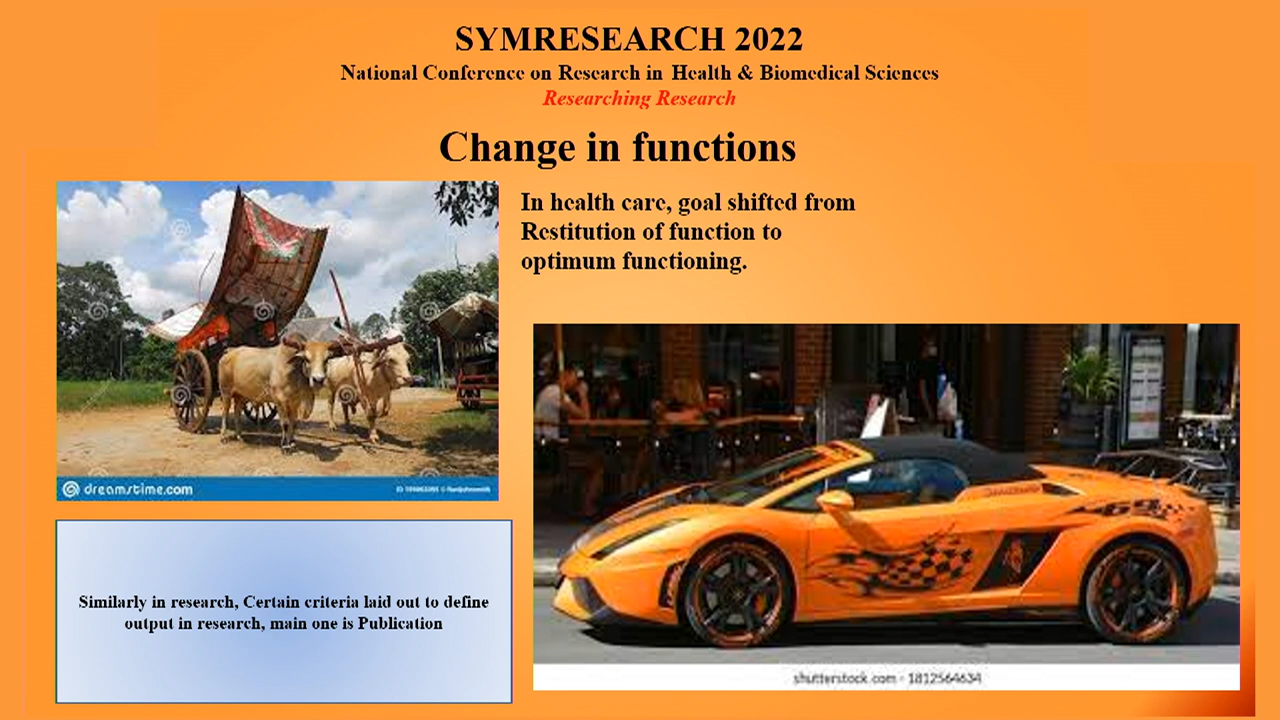 SYMRESEARCH 2022
National Conference on Research in Health & Biomedical Sciences
Researching Research
Change in functions
In health care, goal shifted from
Restitution of function to
optimum functioning.
dreamstime.com
Similarly in research, Certain criteria laid out to define
output in research, main one is Publication
shutterstock.com · 1812564634